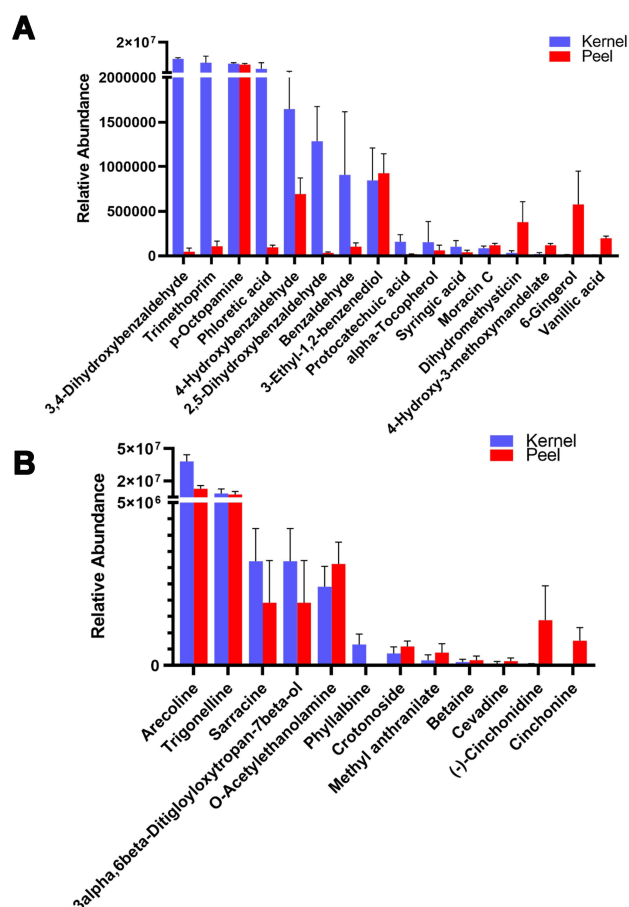 A
Kernel
Peel
Relative Abundance
2×10⁷
2000000
1500000
1000000
500000
0
3,4-Dihydroxybenzaldehyde
Trimethoprim
p-Octopamine
Phloretic acid
4-Hydroxybenzaldehyde
2,5-Dihydroxybenzaldehyde
Benzaldehyde
3-Ethyl-1,2-benzenediol
Protocatechuic acid
alpha-Tocopherol
Syringic acid
Moracin C
Dihydromethysticin
4-Hydroxy-3-methoxymandelate
6-Gingerol
Vanillic acid
B
Kernel
Peel
Relative Abundance
5×10⁷
2×10⁷
5×10⁶
0
Arecoline
Trigonelline
Sarracine
3alpha,6beta-Ditigloyloxytropan-7beta-ol
O-Acetylethanolamine
Phyllalbine
Crotonoside
Methyl anthranilate
Betaine
Cevadine
(-)-Cinchonidine
Cinchonine